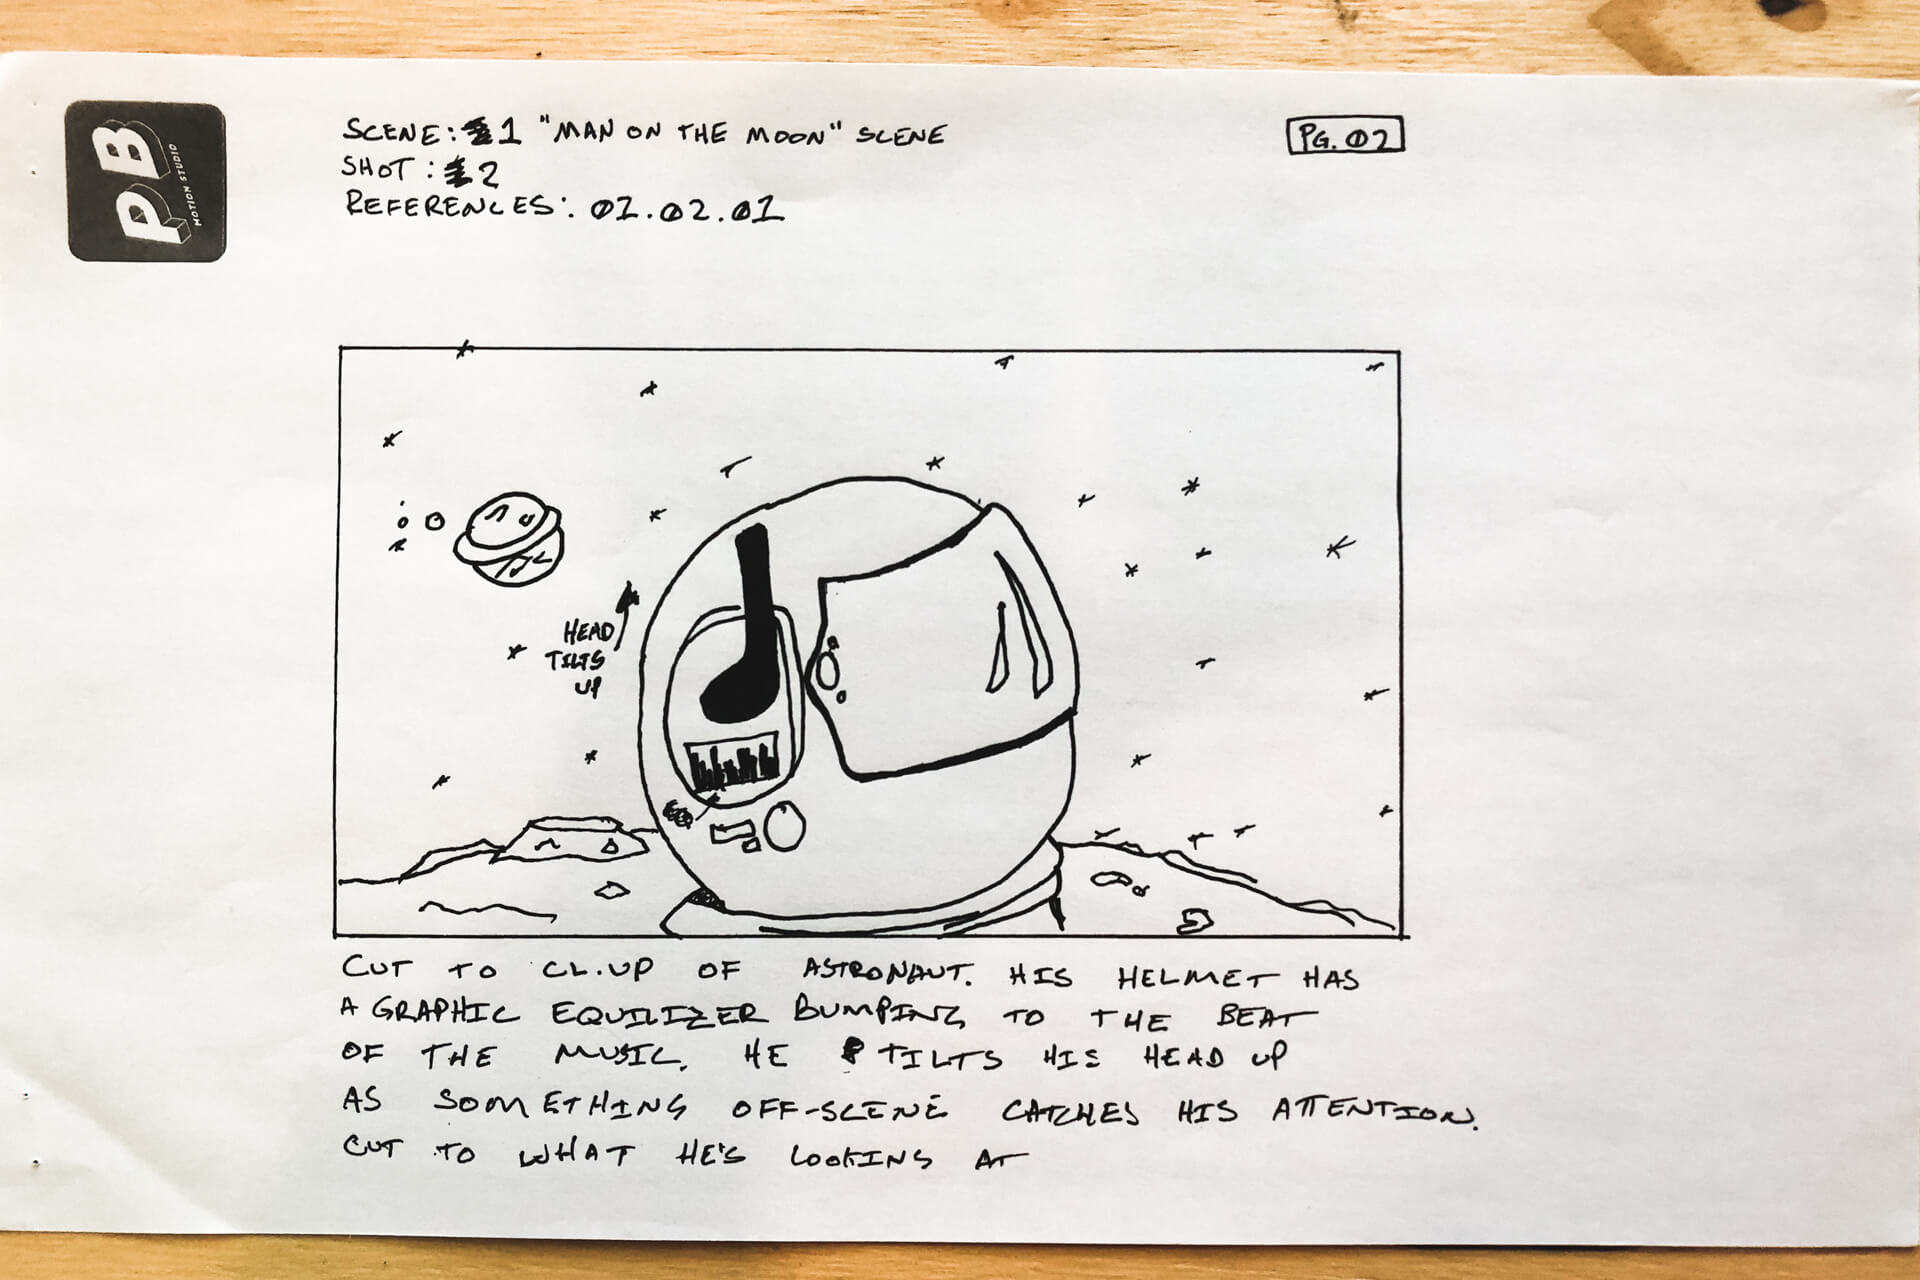 PB
MOTION STUDIO
SCENE: 1 "MAN ON THE MOON" SCENE
SHOT: 2
REFERENCES: 01.02.01
PG. 02
HEAD
TILTS
UP
CUT TO CL.UP OF ASTRONAUT. HIS HELMET HAS
A GRAPHIC EQUILIZER BUMPING TO THE BEAT
OF THE MUSIC. HE TILTS HIS HEAD UP
AS SOMETHING OFF-SCENE CATCHES HIS ATTENTION.
CUT TO WHAT HE'S LOOKING AT